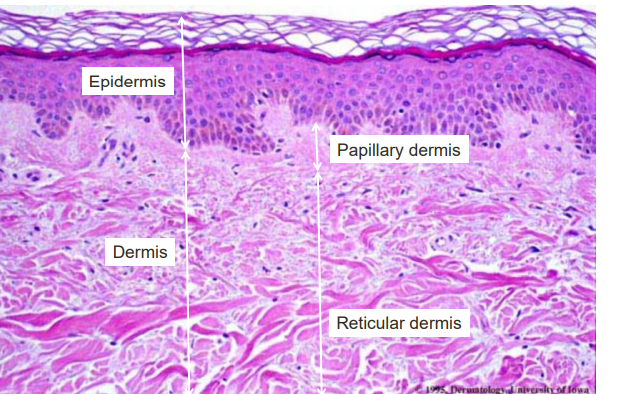 Epidermis
Papillary dermis
Dermis
Reticular dermis
© 1995, Dermatology, University of Iowa